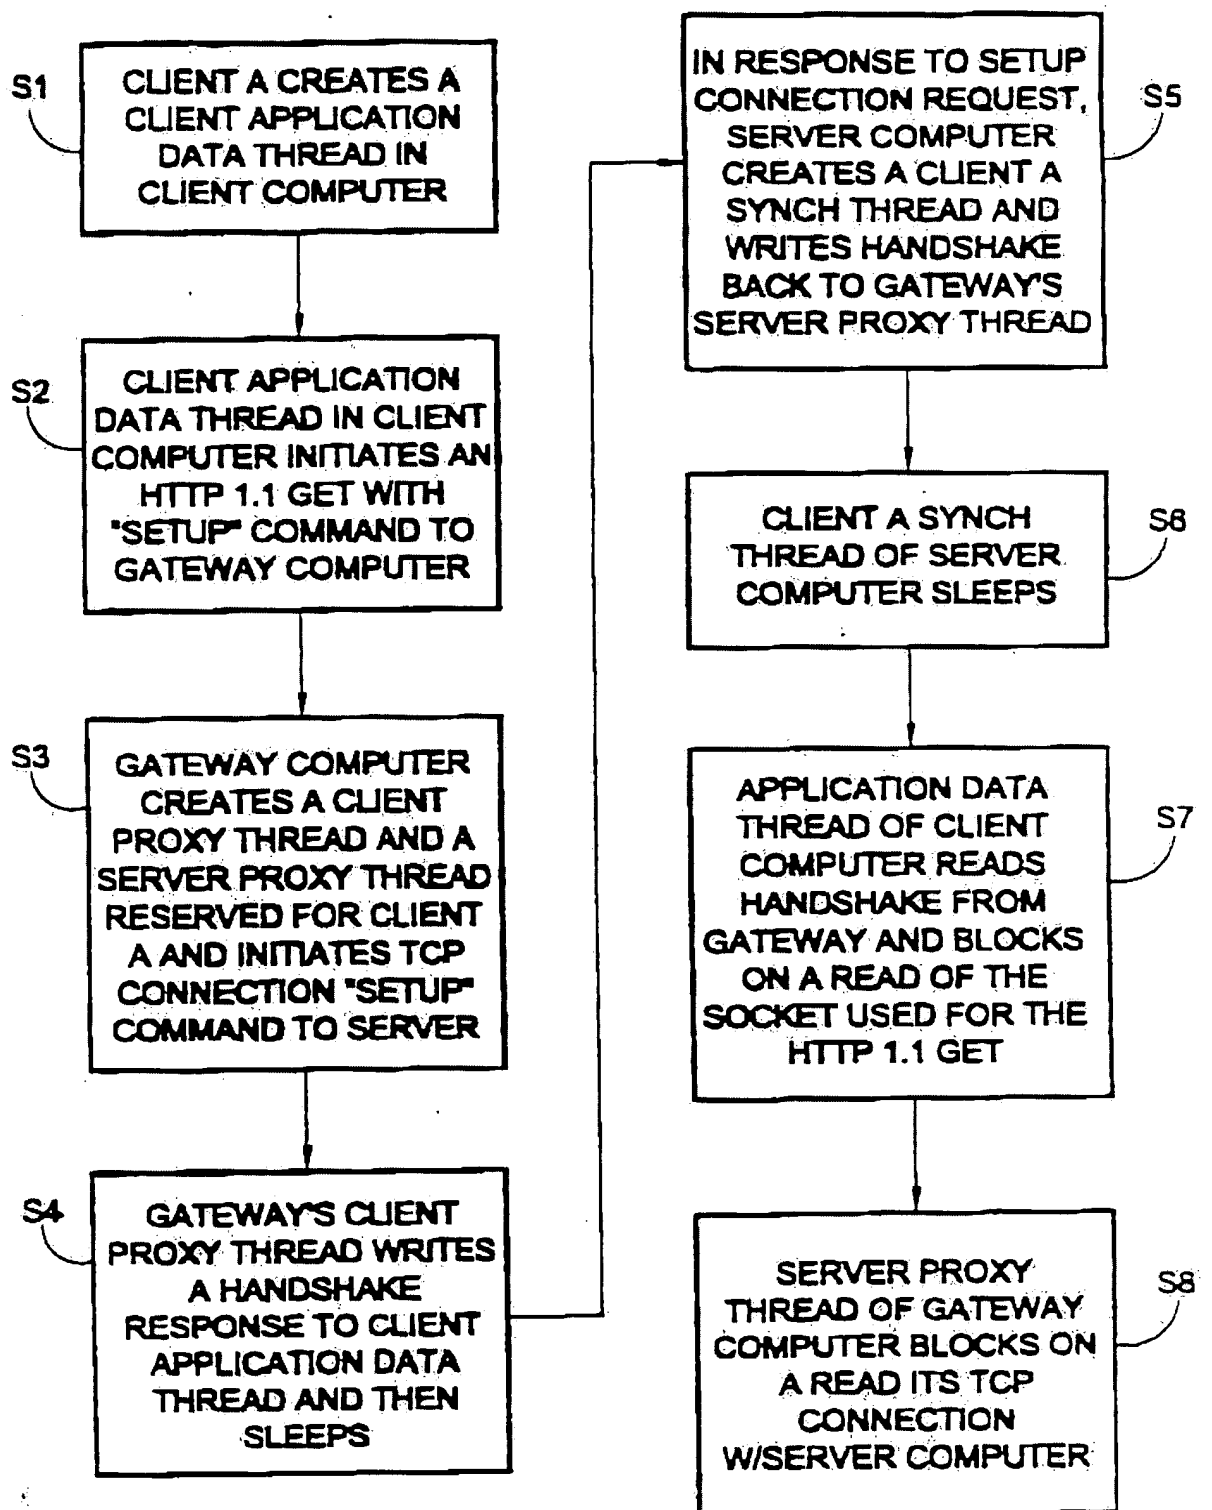 S1
CLIENT A CREATES A
CLIENT APPLICATION
DATA THREAD IN
CLIENT COMPUTER
S2
CLIENT APPLICATION
DATA THREAD IN CLIENT
COMPUTER INITIATES AN
HTTP 1.1 GET WITH
"SETUP" COMMAND TO
GATEWAY COMPUTER
S3
GATEWAY COMPUTER
CREATES A CLIENT
PROXY THREAD AND A
SERVER PROXY THREAD
RESERVED FOR CLIENT
A AND INITIATES TCP
CONNECTION "SETUP"
COMMAND TO SERVER
S4
GATEWAY'S CLIENT
PROXY THREAD WRITES
A HANDSHAKE
RESPONSE TO CLIENT
APPLICATION DATA
THREAD AND THEN
SLEEPS
IN RESPONSE TO SETUP
CONNECTION REQUEST,
SERVER COMPUTER
CREATES A CLIENT A
SYNCH THREAD AND
WRITES HANDSHAKE
BACK TO GATEWAY'S
SERVER PROXY THREAD
S5
CLIENT A SYNCH
THREAD OF SERVER
COMPUTER SLEEPS
S6
APPLICATION DATA
THREAD OF CLIENT
COMPUTER READS
HANDSHAKE FROM
GATEWAY AND BLOCKS
ON A READ OF THE
SOCKET USED FOR THE
HTTP 1.1 GET
S7
SERVER PROXY
THREAD OF GATEWAY
COMPUTER BLOCKS ON
A READ ITS TCP
CONNECTION
W/SERVER COMPUTER
S8